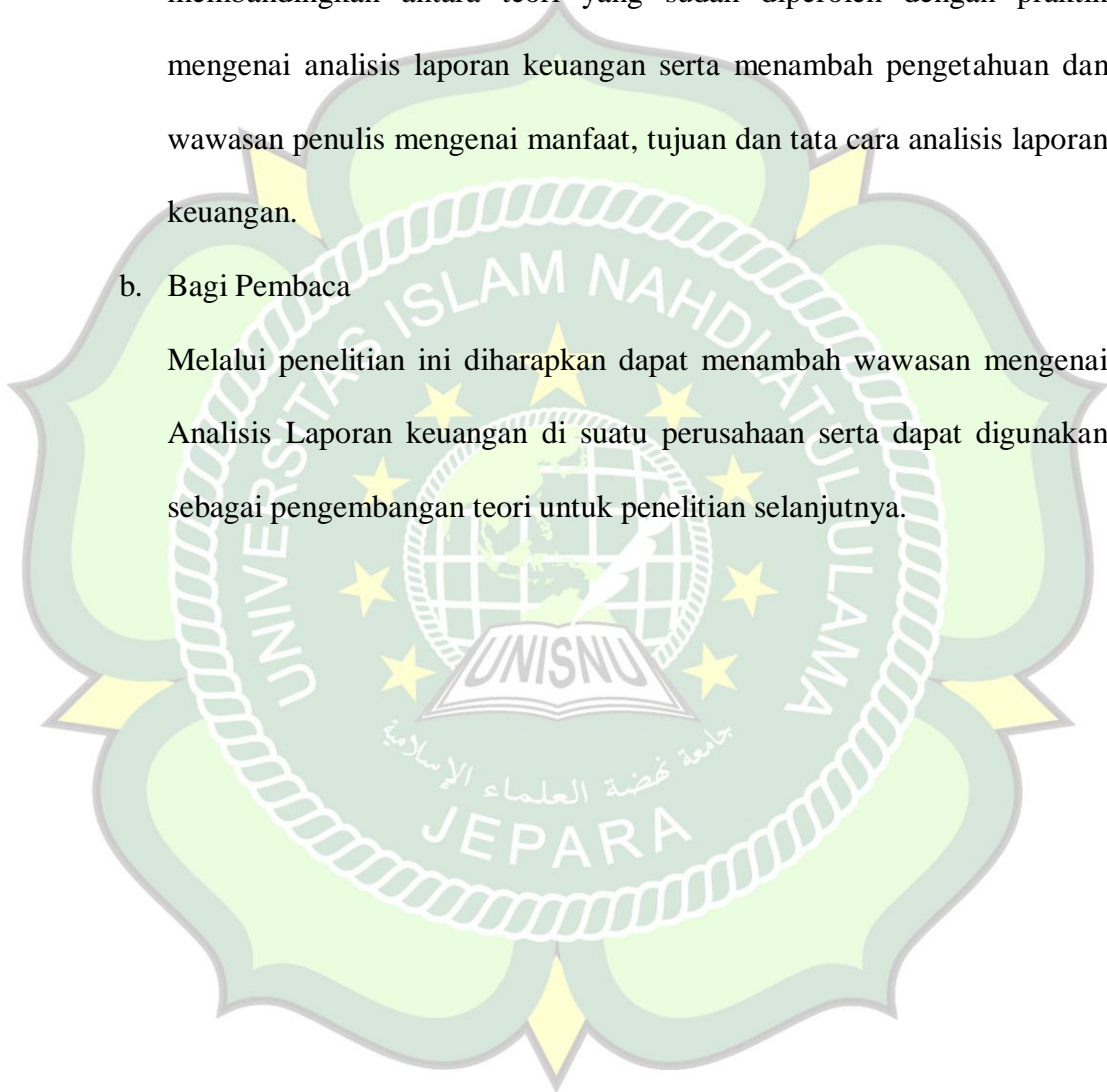 membandingkan antara teori yang sudah diperoleh dengan praktik
mengenai analisis laporan keuangan serta menambah pengetahuan dan
wawasan penulis mengenai manfaat, tujuan dan tata cara analisis laporan
keuangan.
b. Bagi Pembaca
Melalui penelitian ini diharapkan dapat menambah wawasan mengenai
Analisis Laporan keuangan di suatu perusahaan serta dapat digunakan
sebagai pengembangan teori untuk penelitian selanjutnya.
UNIVERSITAS ISLAM NAHDLATUL ULAMA
UNISNU
جامعة نهضة العلماء الإسلامية
JEPARA